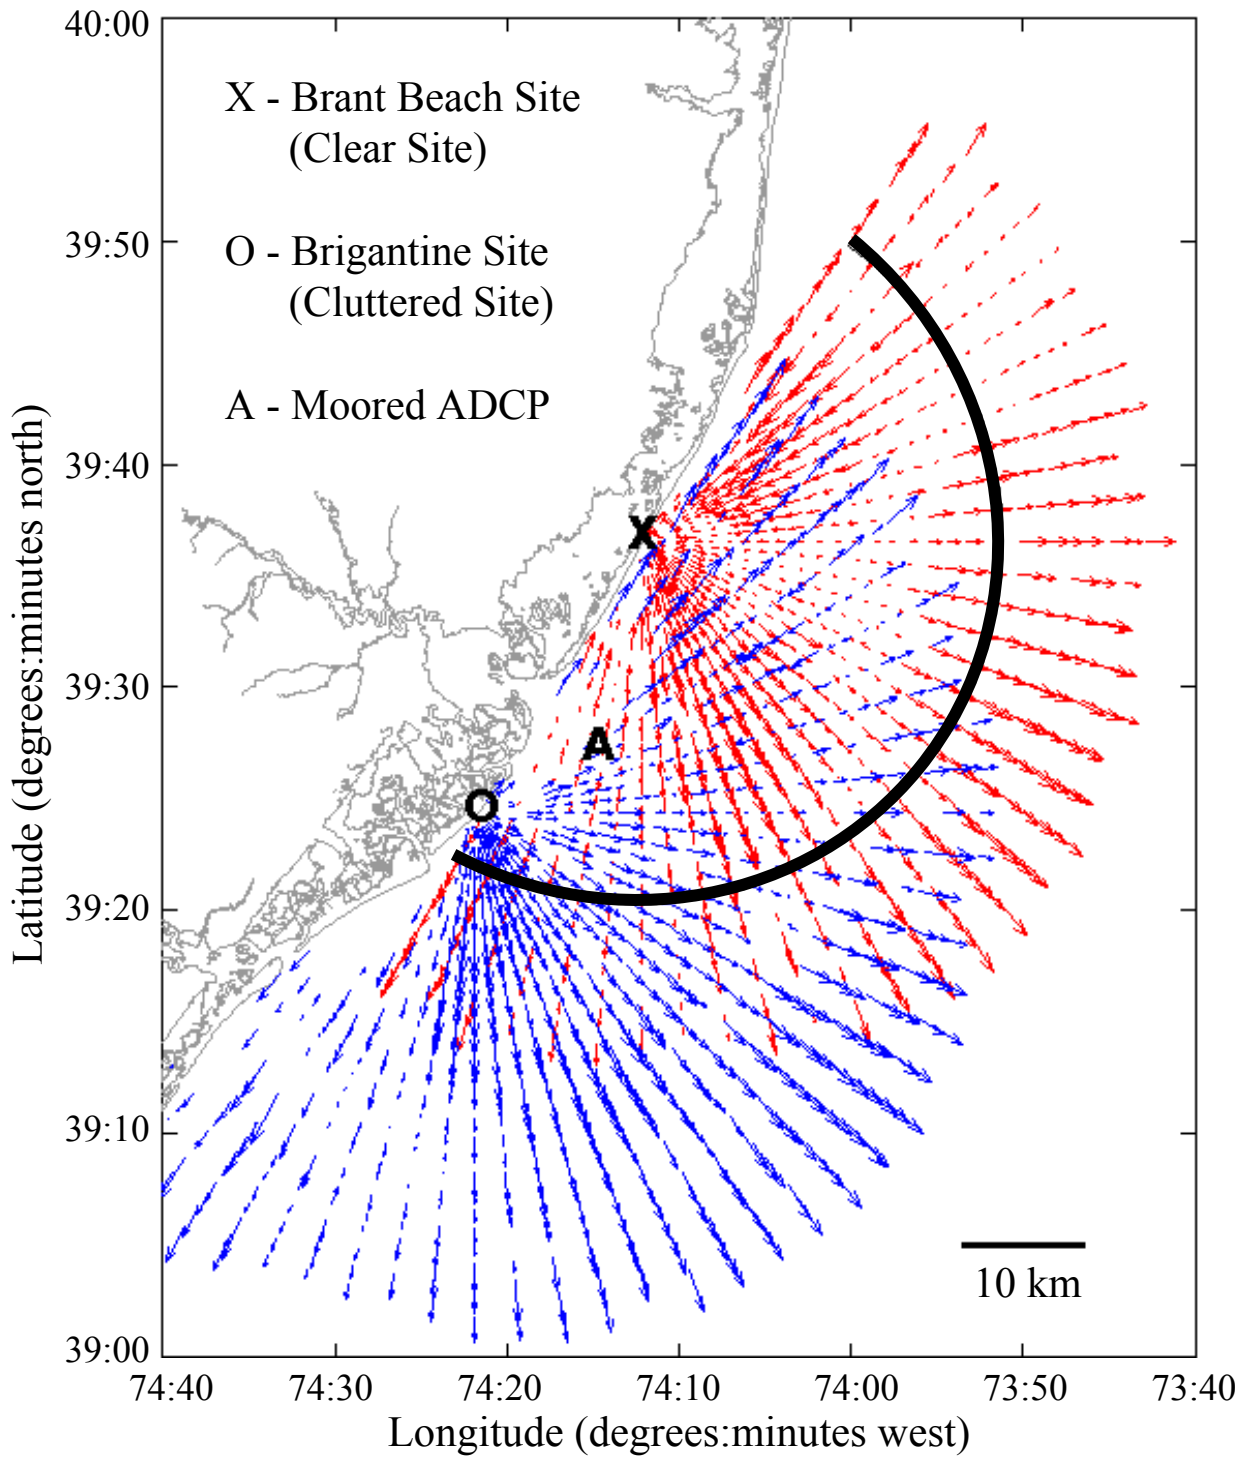 40:00
X - Brant Beach Site
(Clear Site)
39:50
O - Brigantine Site
(Cluttered Site)
A - Moored ADCP
39:40
X
39:30
A
O
39:20
39:10
10 km
39:00
74:40 74:30 74:20 74:10 74:00 73:50 73:40
Longitude (degrees:minutes west)
Latitude (degrees:minutes north)